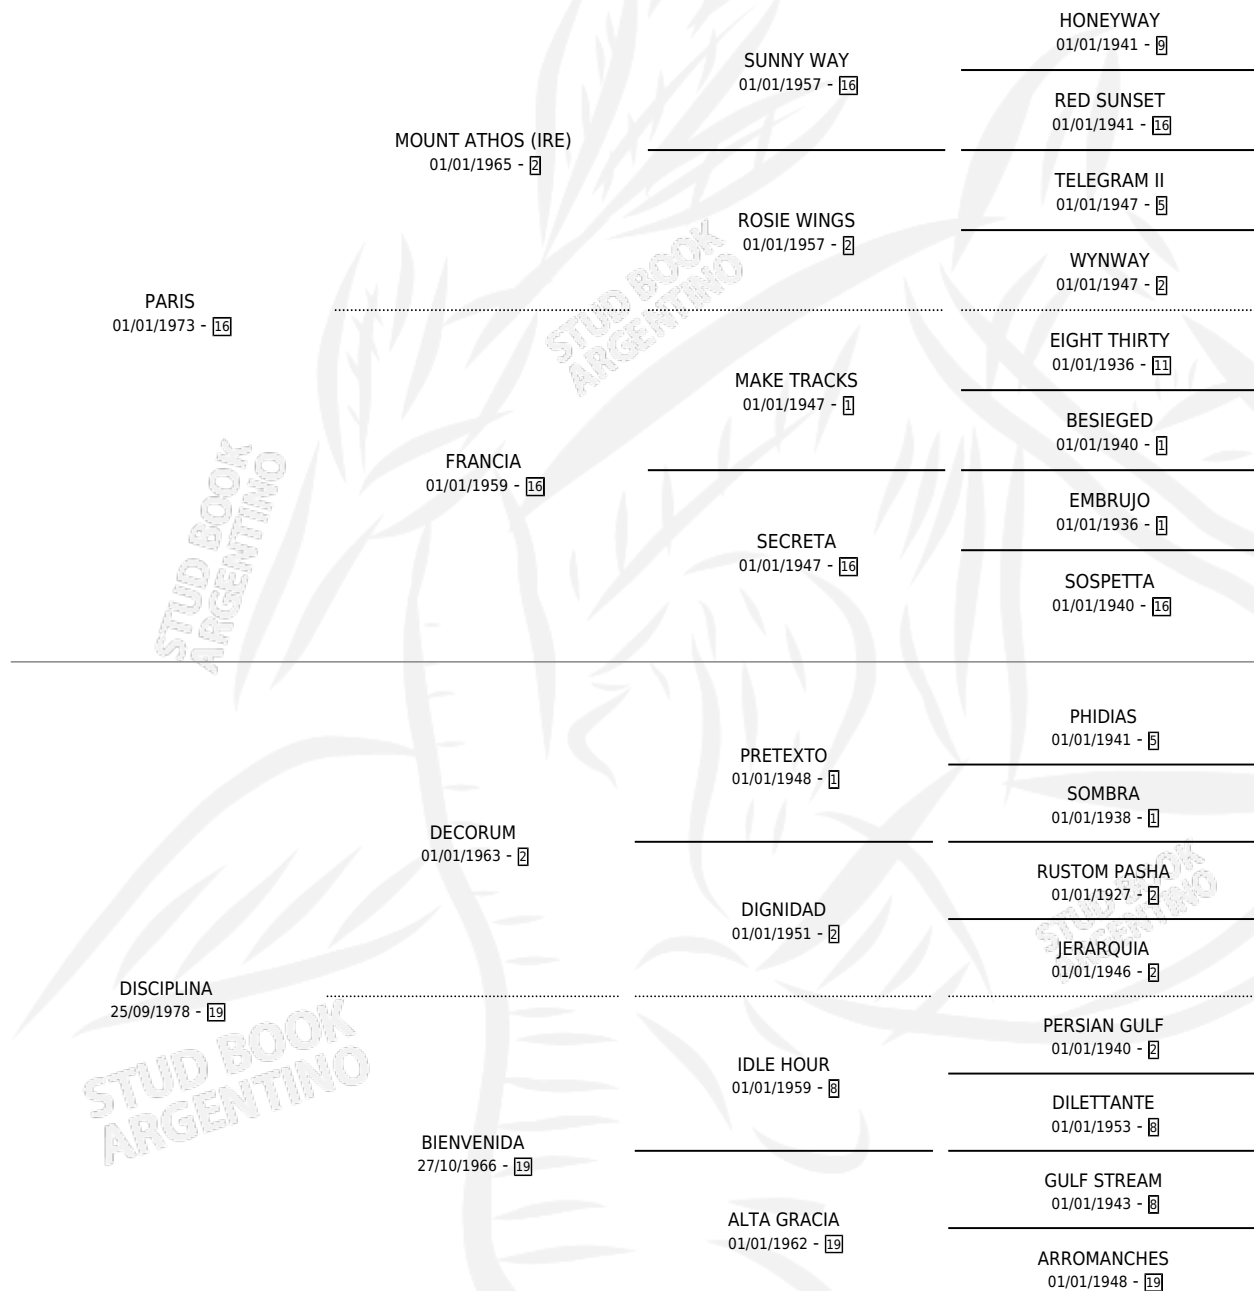 HONEYWAY
01/01/1941 - 9
SUNNY WAY
01/01/1957 - 16
RED SUNSET
01/01/1941 - 16
MOUNT ATHOS (IRE)
01/01/1965 - 2
TELEGRAM II
01/01/1947 - 5
ROSIE WINGS
01/01/1957 - 2
WYNWAY
01/01/1947 - 2
PARIS
01/01/1973 - 16
EIGHT THIRTY
01/01/1936 - 11
MAKE TRACKS
01/01/1947 - 1
BESIEGED
01/01/1940 - 1
FRANCIA
01/01/1959 - 16
EMBRUJO
01/01/1936 - 1
SECRETA
01/01/1947 - 16
SOSPETTA
01/01/1940 - 16
PHIDIAS
01/01/1941 - 5
PRETEXTO
01/01/1948 - 1
SOMBRA
01/01/1938 - 1
DECORUM
01/01/1963 - 2
RUSTOM PASHA
01/01/1927 - 2
DIGNIDAD
01/01/1951 - 2
JERARQUIA
01/01/1946 - 2
DISCIPLINA
25/09/1978 - 19
PERSIAN GULF
01/01/1940 - 2
IDLE HOUR
01/01/1959 - 8
DILETTANTE
01/01/1953 - 8
BIENVENIDA
27/10/1966 - 19
GULF STREAM
01/01/1943 - 8
ALTA GRACIA
01/01/1962 - 19
ARROMANCHES
01/01/1948 - 19
STUD BOOK
ARGENTINO
STUD BOOK
ARGENTINO
STUD BOOK
ARGENTINO
STUD BOOK
ARGENTINO